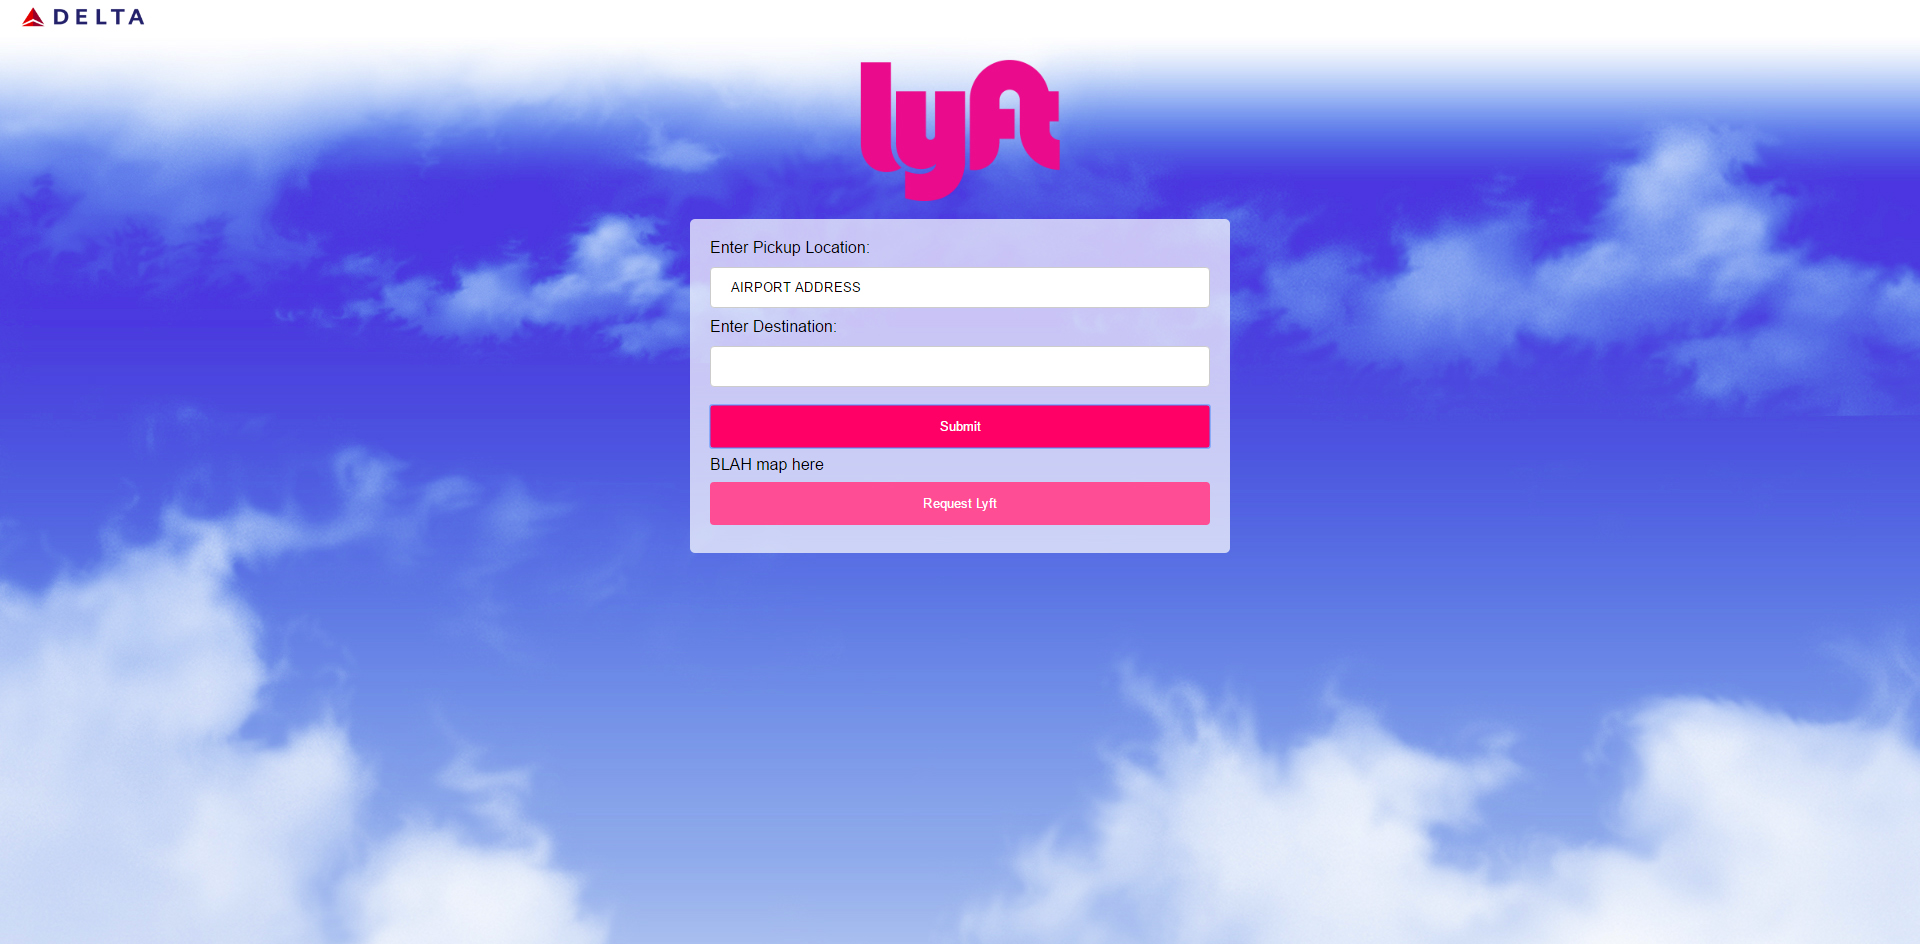 DELTA
lyft
Enter Pickup Location:
AIRPORT ADDRESS
Enter Destination:
Submit
BLAH map here
Request Lyft